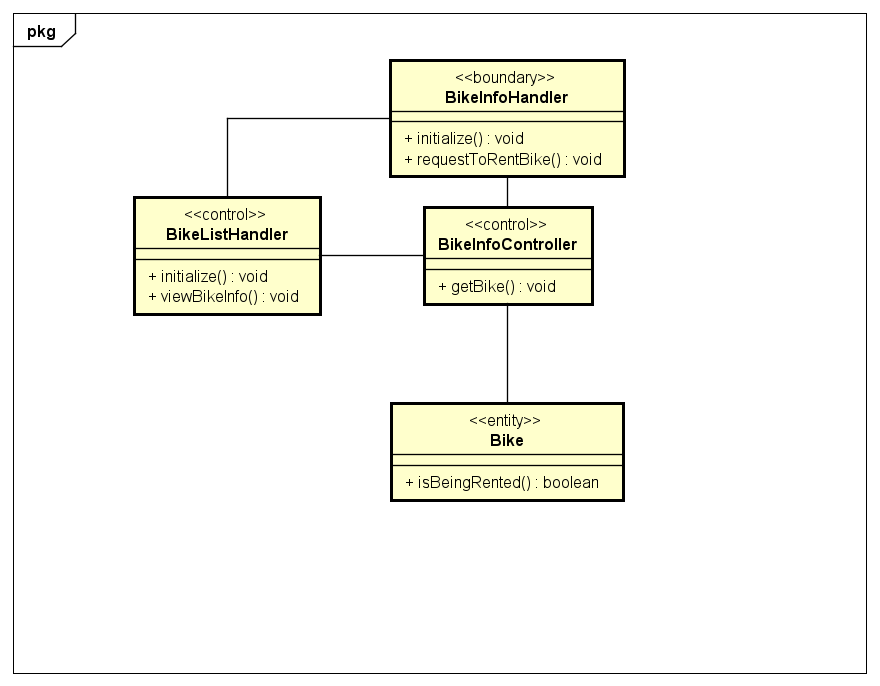 pkg
<<boundary>>
BikeInfoHandler
+ initialize() : void
+ requestToRentBike() : void
<<control>>
BikeListHandler
+ initialize() : void
+ viewBikeInfo() : void
<<control>>
BikeInfoController
+ getBike() : void
<<entity>>
Bike
+ isBeingRented() : boolean